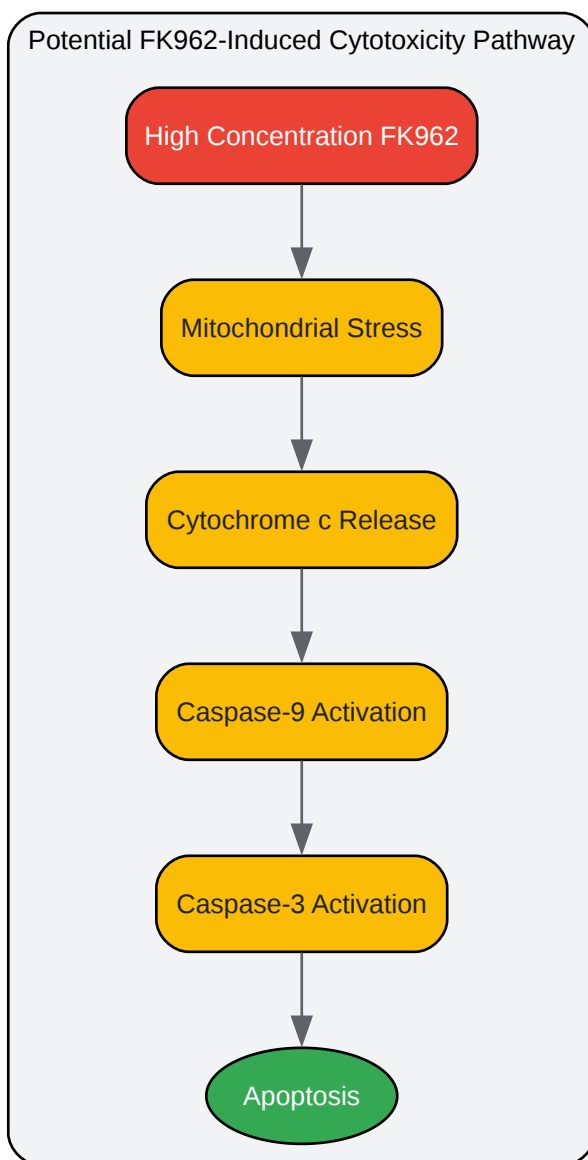 Potential FK962-Induced Cytotoxicity Pathway
High Concentration FK962
Mitochondrial Stress
Cytochrome c Release
Caspase-9 Activation
Caspase-3 Activation
Apoptosis